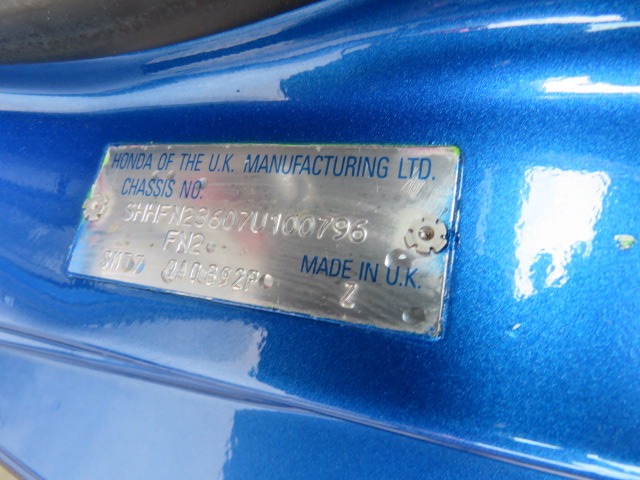 HONDA OF THE U.K. MANUFACTURING LTD.
CHASSIS NO.
SHHFN23607U100796
FN2
MADE IN U.K.
Z